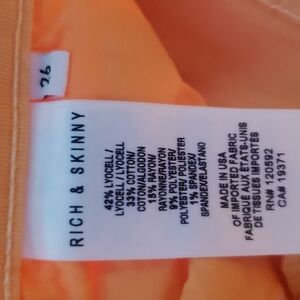 26
RICH & SKINNY
42% LYOCELL/
LYOCELL / LYOCELL
33% COTTON/
COTON/ALGODON
15% RAYON/
RAYONNE/RAYON
9% POLYESTER/
POLYESTER/ POLIESTER
1% SPANDEX/
SPANDEX/ELASTANO
MADE IN USA
OF IMPORTED FABRIC
FABRIQUE AUX ETATS-UNIS
DE TISSUES IMPORTES
RN# 120592
CA# 19371